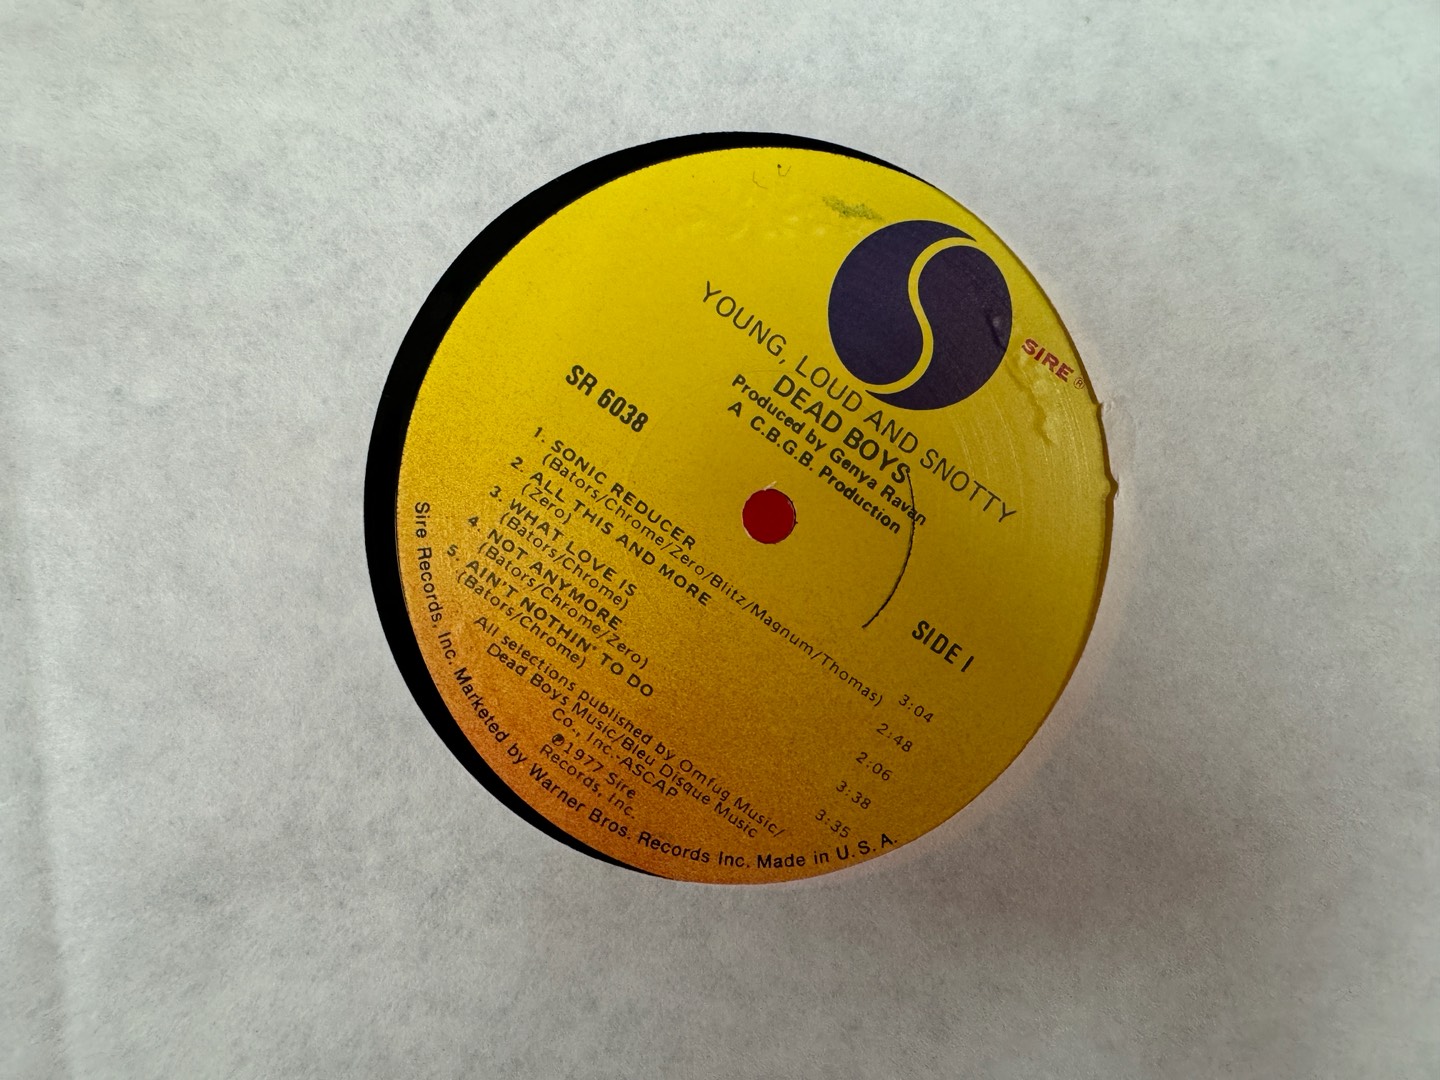 SIRE ®
YOUNG, LOUD AND SNOTTY
DEAD BOYS
Produced by Genya Ravan
A C.B.G.B. Production
SR 6038
SIDE I
1. SONIC REDUCER
(Bators/Chrome/Zero/Blitz/Magnum/Thomas) 3:04
2. ALL THIS AND MORE
(Zero) 2:48
3. WHAT LOVE IS
(Bators/Chrome) 2:06
4. NOT ANYMORE
(Bators/Chrome/Zero) 3:38
5. AIN'T NOTHIN' TO DO
(Bators/Chrome) 3:35
All selections published by Omfug Music/
Dead Boys Music/Bleu Disque Music
Co., Inc.-ASCAP
℗1977 Sire
Records, Inc.
Sire Records, Inc. Marketed by Warner Bros. Records Inc. Made in U.S.A.